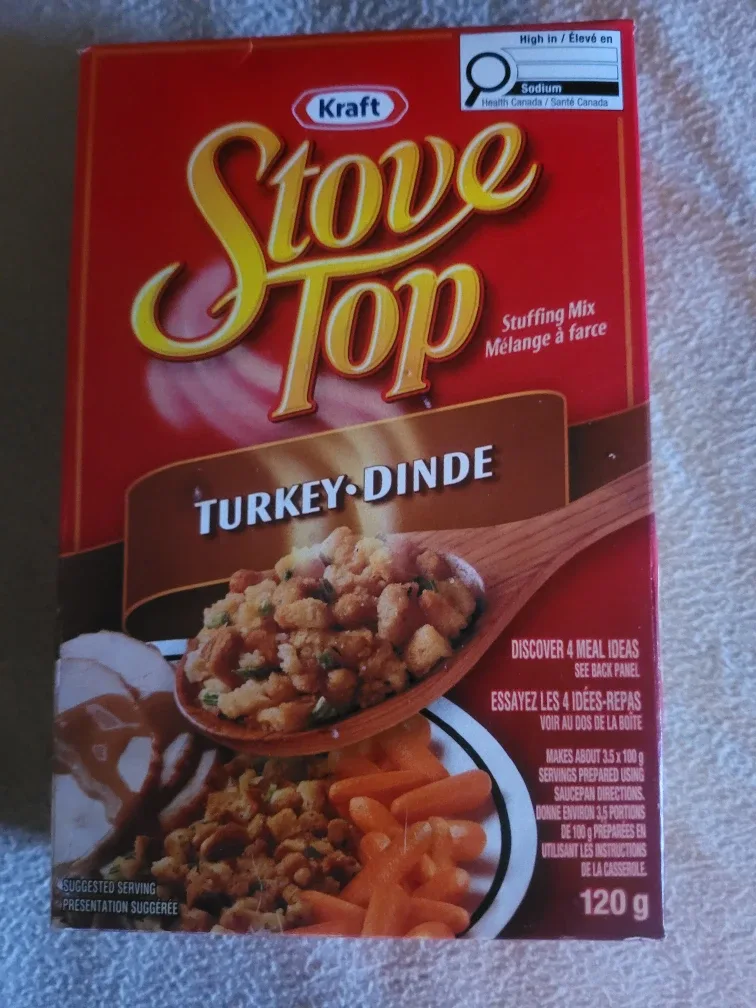 High in / Élevé en
Sodium
Health Canada / Santé Canada
Kraft
Stove
Top
Stuffing Mix
Mélange à farce
TURKEY•DINDE
DISCOVER 4 MEAL IDEAS
SEE BACK PANEL
ESSAYEZ LES 4 IDÉES-REPAS
VOIR AU DOS DE LA BOÎTE
MAKES ABOUT 3.5 x 100 g
SERVINGS PREPARED USING
SAUCEPAN DIRECTIONS.
DONNE ENVIRON 3,5 PORTIONS
DE 100 g PRÉPARÉES EN
UTILISANT LES INSTRUCTIONS
DE LA CASSEROLE.
120 g
SUGGESTED SERVING
PRÉSENTATION SUGGÉRÉE